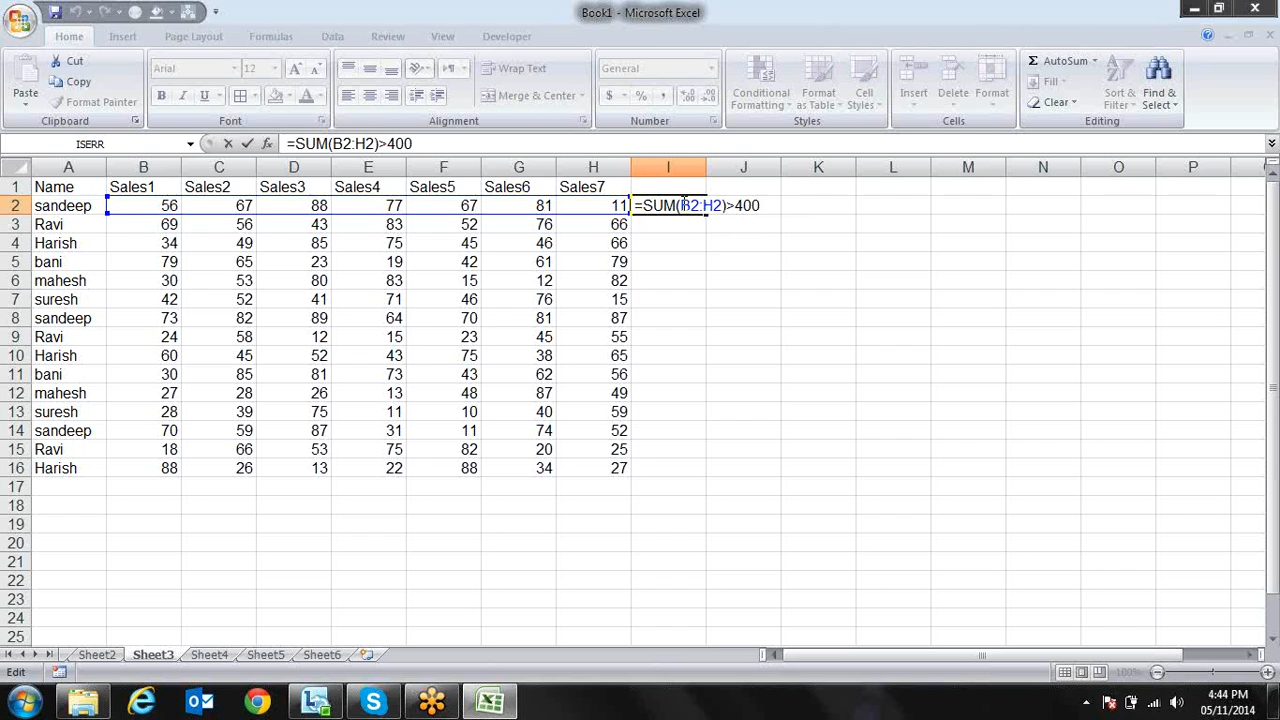 Book1 - Microsoft Excel
Home Insert Page Layout Formulas Data Review View Developer
Paste Cut Copy Format Painter Clipboard
Arial 12 A A B I U A Font
Wrap Text Merge & Center Alignment
General $ % , Number
Conditional Formatting Format as Table Cell Styles Styles
Insert Delete Format Cells
Σ AutoSum Fill Clear Sort & Filter Find & Select Editing
ISERR fx =SUM(B2:H2)>400
A B C D E F G H I J K L M N O P
1 Name Sales1 Sales2 Sales3 Sales4 Sales5 Sales6 Sales7
2 sandeep 56 67 88 77 67 81 11 =SUM(B2:H2)>400
3 Ravi 69 56 43 83 52 76 66
4 Harish 34 49 85 75 45 46 66
5 bani 79 65 23 19 42 61 79
6 mahesh 30 53 80 83 15 12 82
7 suresh 42 52 41 71 46 76 15
8 sandeep 73 82 89 64 70 81 87
9 Ravi 24 58 12 15 23 45 55
10 Harish 60 45 52 43 75 38 65
11 bani 30 85 81 73 43 62 56
12 mahesh 27 28 26 13 48 87 49
13 suresh 28 39 75 11 10 40 59
14 sandeep 70 59 87 31 11 74 52
15 Ravi 18 66 53 75 82 20 25
16 Harish 88 26 13 22 88 34 27
17
18
19
20
21
22
23
24
25
Sheet2 Sheet3 Sheet4 Sheet5 Sheet6
Edit 100%
4:44 PM
05/11/2014